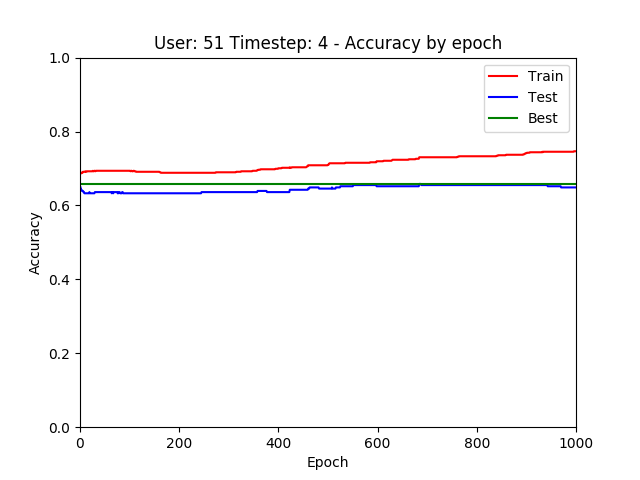 User: 51 Timestep: 4 - Accuracy by epoch
1.0
0.8
0.6
0.4
0.2
0.0
Accuracy
Train
Test
Best
0 200 400 600 800 1000
Epoch